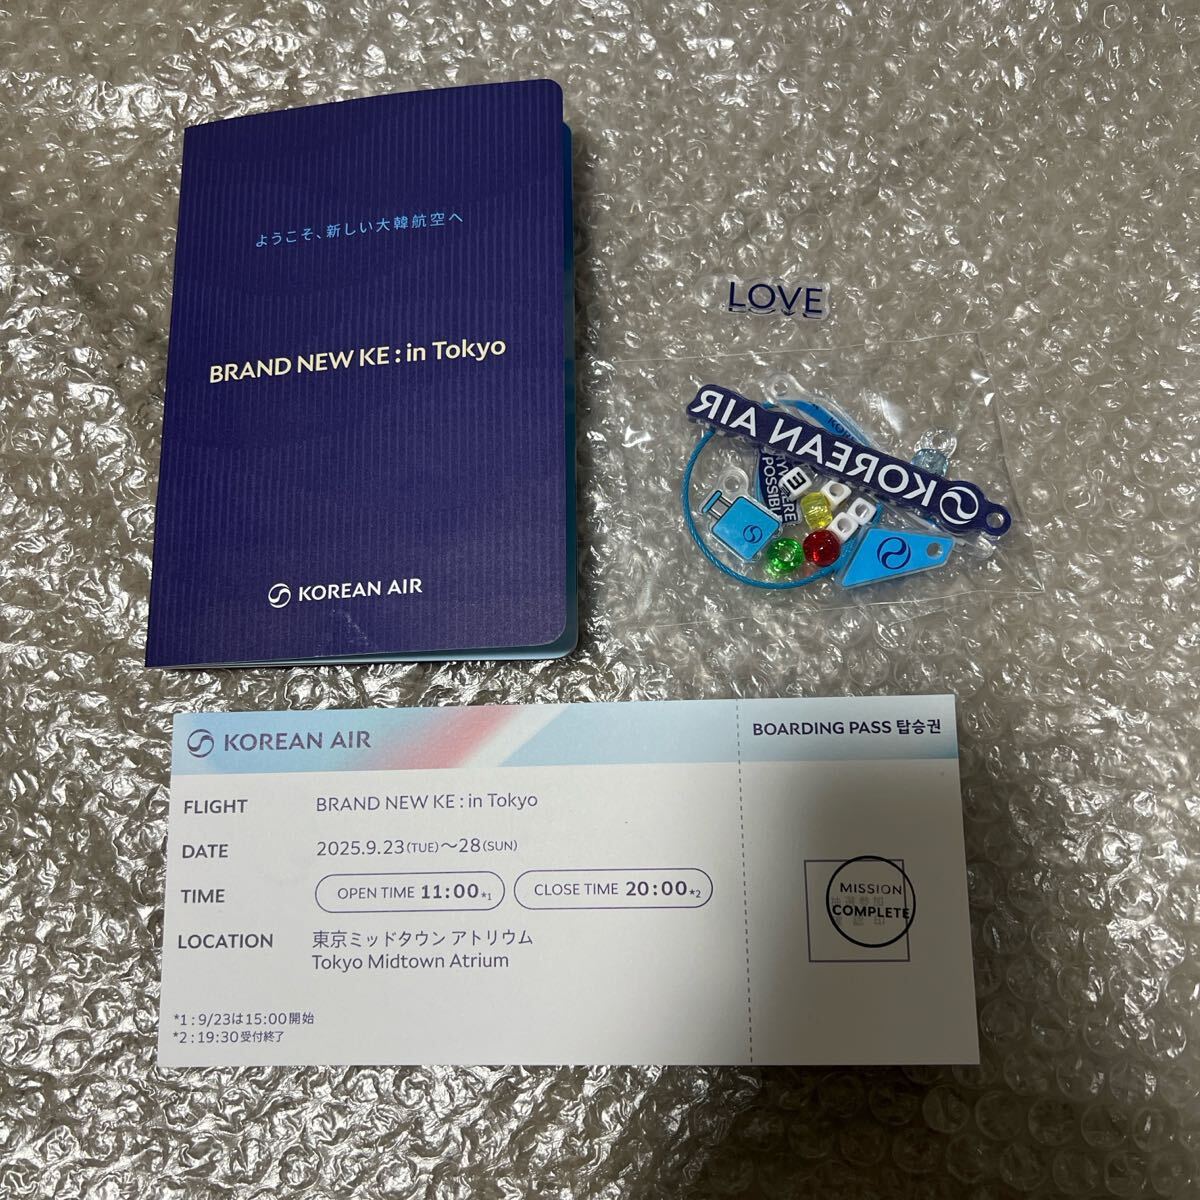 ようこそ、新しい大韓航空へ
BRAND NEW KE : in Tokyo
KOREAN AIR
LOVE
KOREAN AIR
E
POSSIBLE
KOREAN AIR
BOARDING PASS 탑승권
FLIGHT BRAND NEW KE : in Tokyo
DATE 2025.9.23(TUE)〜28(SUN)
TIME OPEN TIME 11:00*1 CLOSE TIME 20:00*2
LOCATION 東京ミッドタウン アトリウム
Tokyo Midtown Atrium
MISSION
COMPLETE
*1 : 9/23は15:00開始
*2 : 19:30受付終了